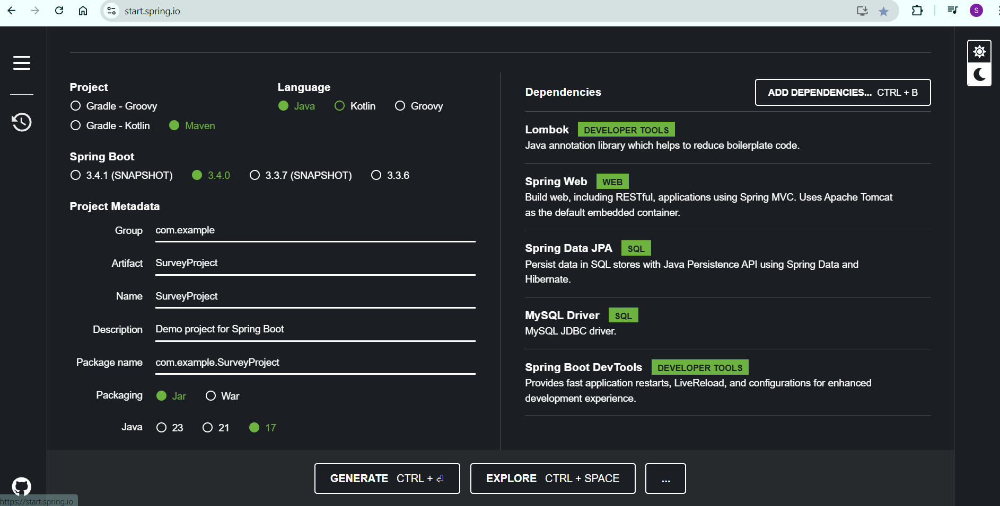 start.spring.io
S
Project
Gradle - Groovy
Gradle - Kotlin Maven
Language
Java Kotlin Groovy
Spring Boot
3.4.1 (SNAPSHOT) 3.4.0 3.3.7 (SNAPSHOT) 3.3.6
Project Metadata
Group com.example
Artifact SurveyProject
Name SurveyProject
Description Demo project for Spring Boot
Package name com.example.SurveyProject
Packaging Jar War
Java 23 21 17
Dependencies ADD DEPENDENCIES... CTRL + B
Lombok DEVELOPER TOOLS
Java annotation library which helps to reduce boilerplate code.
Spring Web WEB
Build web, including RESTful, applications using Spring MVC. Uses Apache Tomcat
as the default embedded container.
Spring Data JPA SQL
Persist data in SQL stores with Java Persistence API using Spring Data and
Hibernate.
MySQL Driver SQL
MySQL JDBC driver.
Spring Boot DevTools DEVELOPER TOOLS
Provides fast application restarts, LiveReload, and configurations for enhanced
development experience.
GENERATE CTRL + ⏎ EXPLORE CTRL + SPACE ...
https://start.spring.io